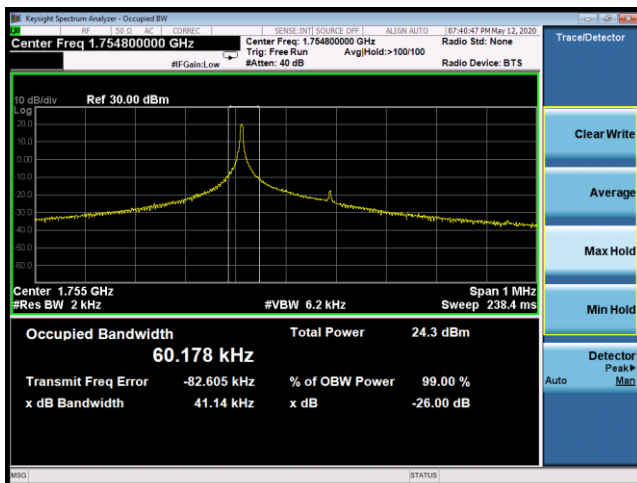 Keysight Spectrum Analyzer - Occupied BW
RF 50 Ω AC CORREC SENSE:INT SOURCE OFF ALIGN AUTO 07:40:47 PM May 12, 2020
Center Freq 1.754800000 GHz Center Freq: 1.754800000 GHz Radio Std: None
Trig: Free Run Avg|Hold:>100/100
#IFGain:Low #Atten: 40 dB Radio Device: BTS
Trace/Detector
10 dB/div Ref 30.00 dBm
Log
20.0
10.0
0.00
-10.0
-20.0
-30.0
-40.0
-50.0
-60.0
Center 1.755 GHz Span 1 MHz
#Res BW 2 kHz #VBW 6.2 kHz Sweep 238.4 ms
Occupied Bandwidth Total Power 24.3 dBm
60.178 kHz
Transmit Freq Error -82.605 kHz % of OBW Power 99.00 %
x dB Bandwidth 41.14 kHz x dB -26.00 dB
Clear Write
Average
Max Hold
Min Hold
Detector
Peak▶
Auto Man
MSG STATUS